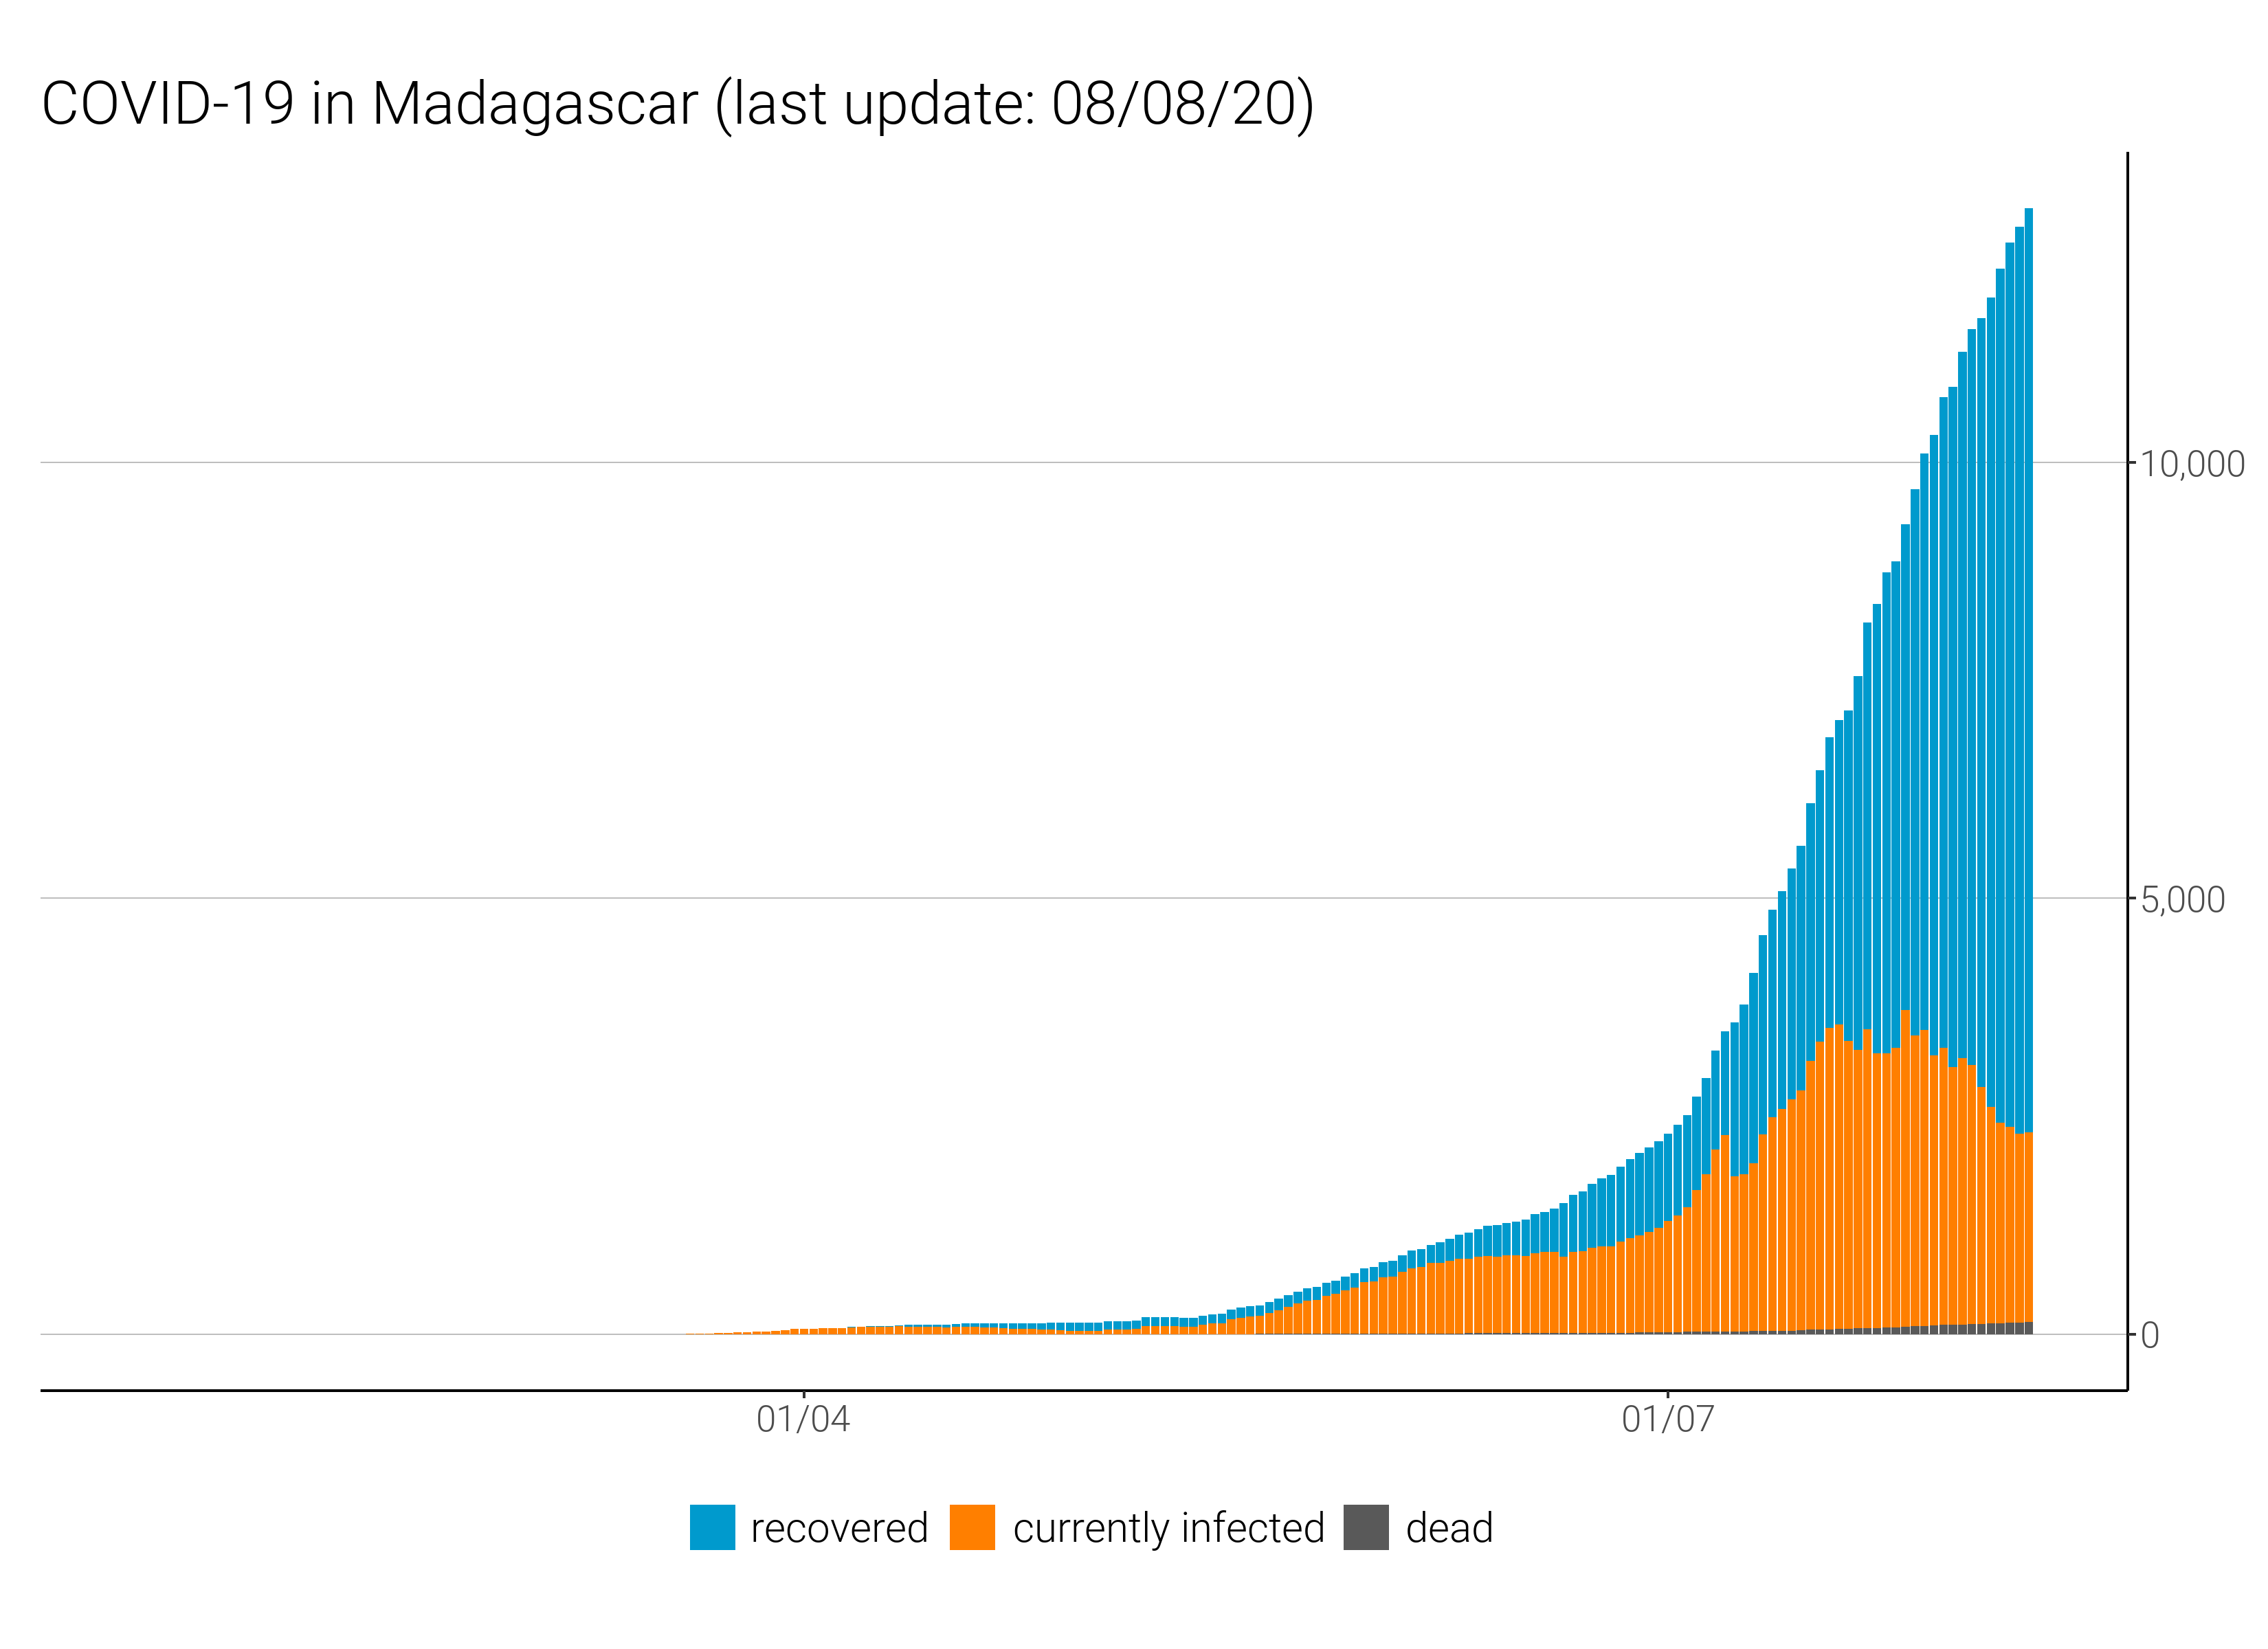 COVID-19 in Madagascar (last update: 08/08/20)
10,000
5,000
0
01/04 01/07
recovered currently infected dead